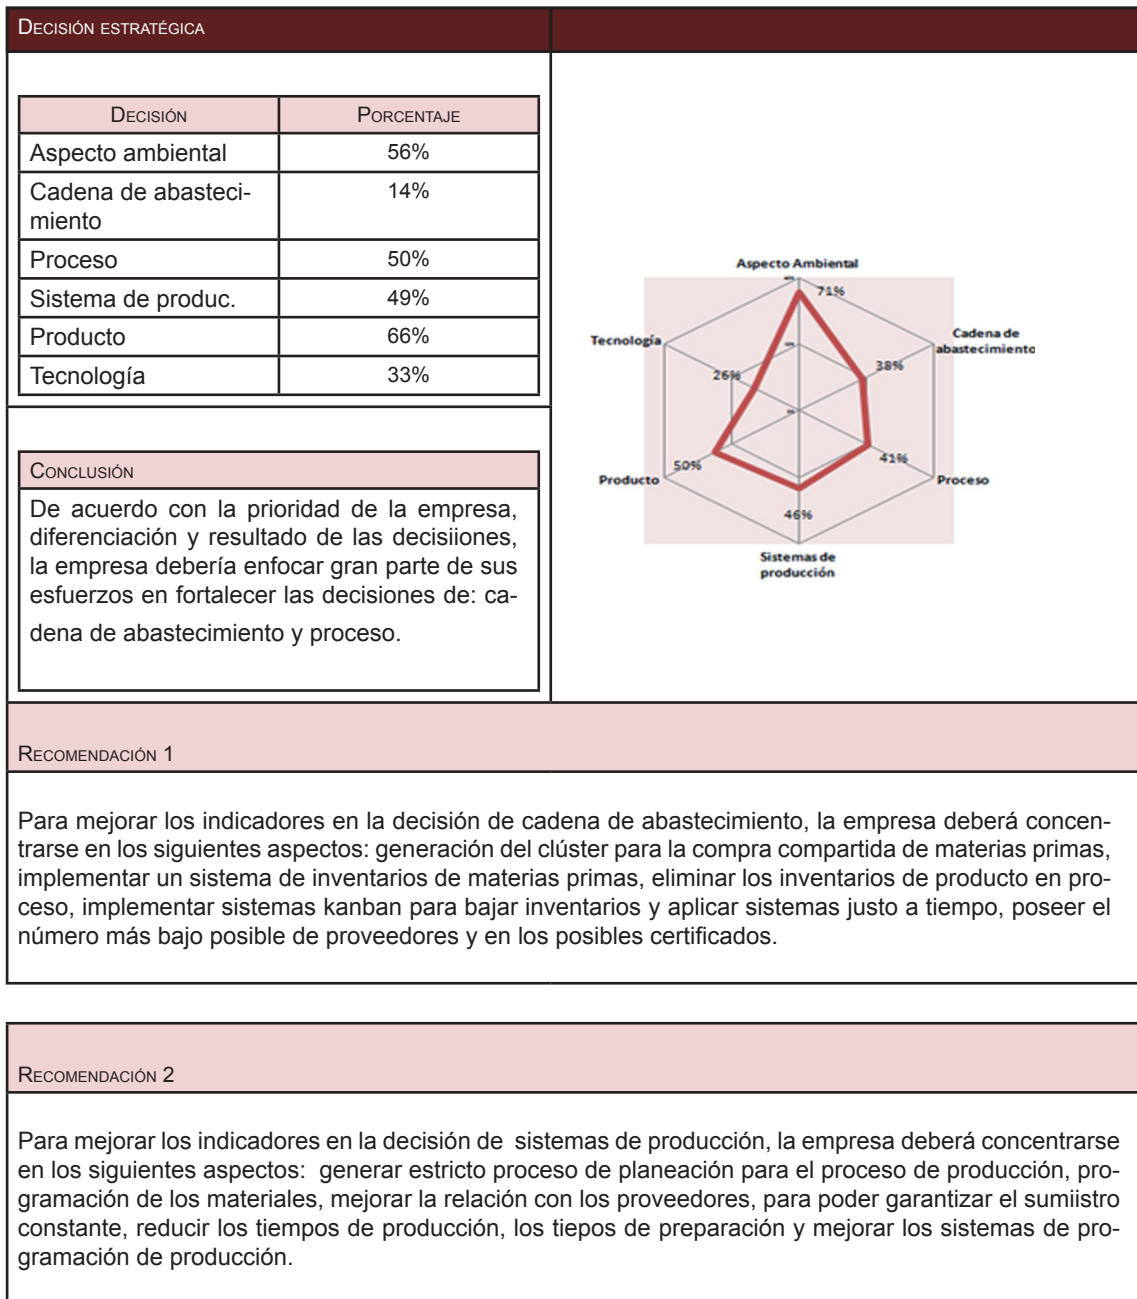 Decisión estratégica
Decisión Porcentaje
Aspecto ambiental 56%
Cadena de abasteci- 14%
miento
Proceso 50%
Sistema de produc. 49%
Producto 66%
Tecnología 33%
Conclusión
De acuerdo con la prioridad de la empresa,
diferenciación y resultado de las decisiiones,
la empresa debería enfocar gran parte de sus
esfuerzos en fortalecer las decisiones de: ca-
dena de abastecimiento y proceso.
Aspecto Ambiental
71%
Tecnología
Cadena de
abastecimiento
26%
38%
50%
41%
Producto
Proceso
46%
Sistemas de
producción
Recomendación 1
Para mejorar los indicadores en la decisión de cadena de abastecimiento, la empresa deberá concen-
trarse en los siguientes aspectos: generación del clúster para la compra compartida de materias primas,
implementar un sistema de inventarios de materias primas, eliminar los inventarios de producto en pro-
ceso, implementar sistemas kanban para bajar inventarios y aplicar sistemas justo a tiempo, poseer el
número más bajo posible de proveedores y en los posibles certificados.
Recomendación 2
Para mejorar los indicadores en la decisión de sistemas de producción, la empresa deberá concentrarse
en los siguientes aspectos: generar estricto proceso de planeación para el proceso de producción, pro-
gramación de los materiales, mejorar la relación con los proveedores, para poder garantizar el sumiistro
constante, reducir los tiempos de producción, los tiepos de preparación y mejorar los sistemas de pro-
gramación de producción.